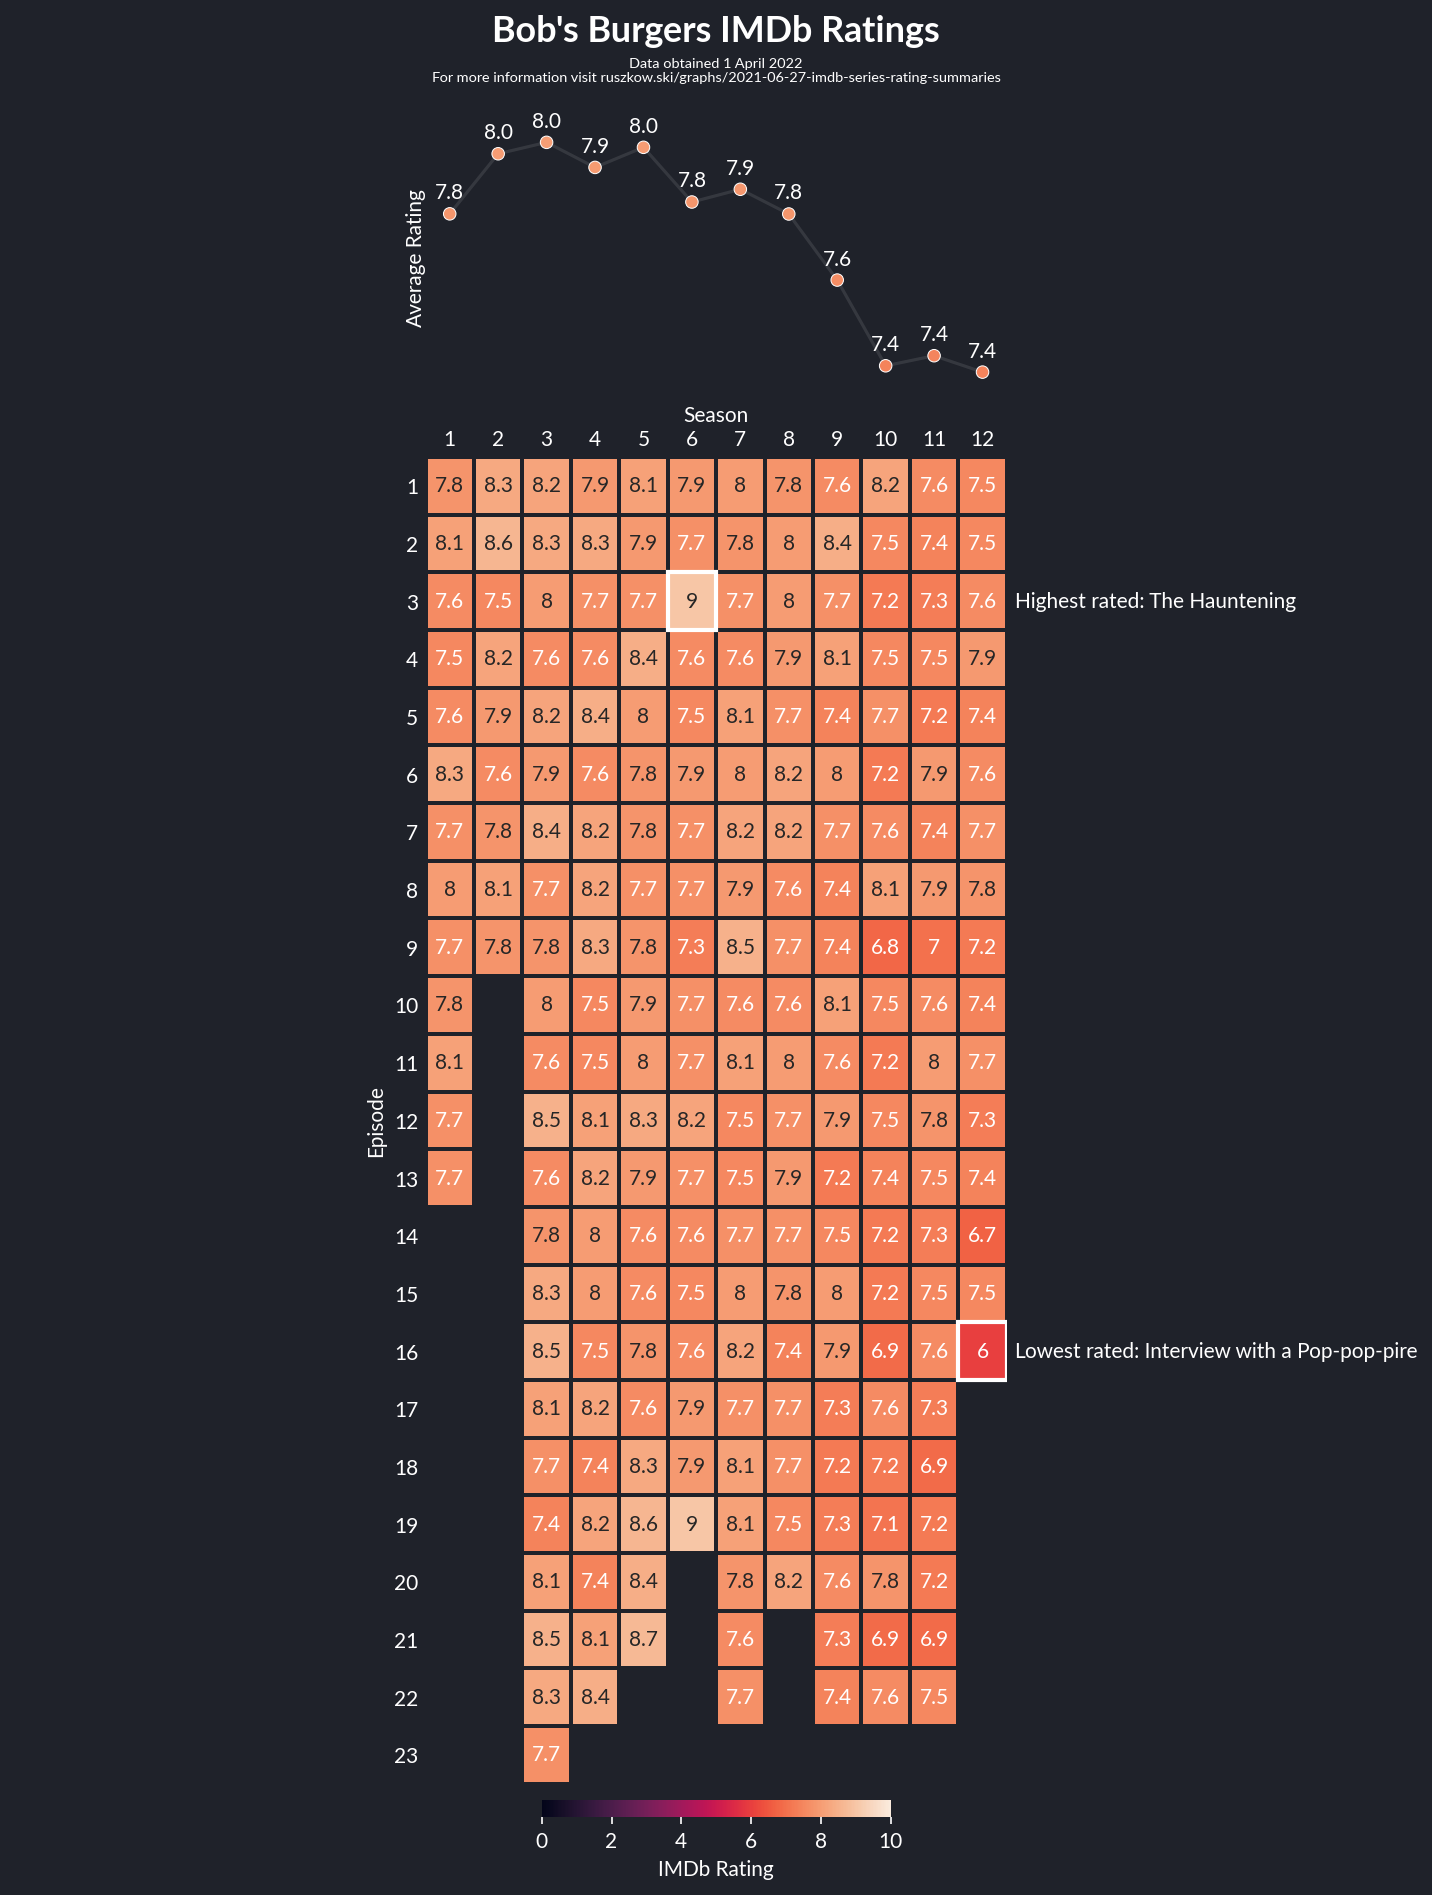 Bob's Burgers IMDb Ratings
Data obtained 1 April 2022
For more information visit ruszkow.ski/graphs/2021-06-27-imdb-series-rating-summaries
Average Rating
7.8 8.0 8.0 7.9 8.0 7.8 7.9 7.8 7.6 7.4 7.4 7.4
Season
1 2 3 4 5 6 7 8 9 10 11 12
Episode
1 7.8 8.3 8.2 7.9 8.1 7.9 8 7.8 7.6 8.2 7.6 7.5
2 8.1 8.6 8.3 8.3 7.9 7.7 7.8 8 8.4 7.5 7.4 7.5
3 7.6 7.5 8 7.7 7.7 9 7.7 8 7.7 7.2 7.3 7.6 Highest rated: The Hauntening
4 7.5 8.2 7.6 7.6 8.4 7.6 7.6 7.9 8.1 7.5 7.5 7.9
5 7.6 7.9 8.2 8.4 8 7.5 8.1 7.7 7.4 7.7 7.2 7.4
6 8.3 7.6 7.9 7.6 7.8 7.9 8 8.2 8 7.2 7.9 7.6
7 7.7 7.8 8.4 8.2 7.8 7.7 8.2 8.2 7.7 7.6 7.4 7.7
8 8 8.1 7.7 8.2 7.7 7.7 7.9 7.6 7.4 8.1 7.9 7.8
9 7.7 7.8 7.8 8.3 7.8 7.3 8.5 7.7 7.4 6.8 7 7.2
10 7.8 8 7.5 7.9 7.7 7.6 7.6 8.1 7.5 7.6 7.4
11 8.1 7.6 7.5 8 7.7 8.1 8 7.6 7.2 8 7.7
12 7.7 8.5 8.1 8.3 8.2 7.5 7.7 7.9 7.5 7.8 7.3
13 7.7 7.6 8.2 7.9 7.7 7.5 7.9 7.2 7.4 7.5 7.4
14 7.8 8 7.6 7.6 7.7 7.7 7.5 7.2 7.3 6.7
15 8.3 8 7.6 7.5 8 7.8 8 7.2 7.5 7.5
16 8.5 7.5 7.8 7.6 8.2 7.4 7.9 6.9 7.6 6 Lowest rated: Interview with a Pop-pop-pire
17 8.1 8.2 7.6 7.9 7.7 7.7 7.3 7.6 7.3
18 7.7 7.4 8.3 7.9 8.1 7.7 7.2 7.2 6.9
19 7.4 8.2 8.6 9 8.1 7.5 7.3 7.1 7.2
20 8.1 7.4 8.4 7.8 8.2 7.6 7.8 7.2
21 8.5 8.1 8.7 7.6 7.3 6.9 6.9
22 8.3 8.4 7.7 7.4 7.6 7.5
23 7.7
0 2 4 6 8 10
IMDb Rating